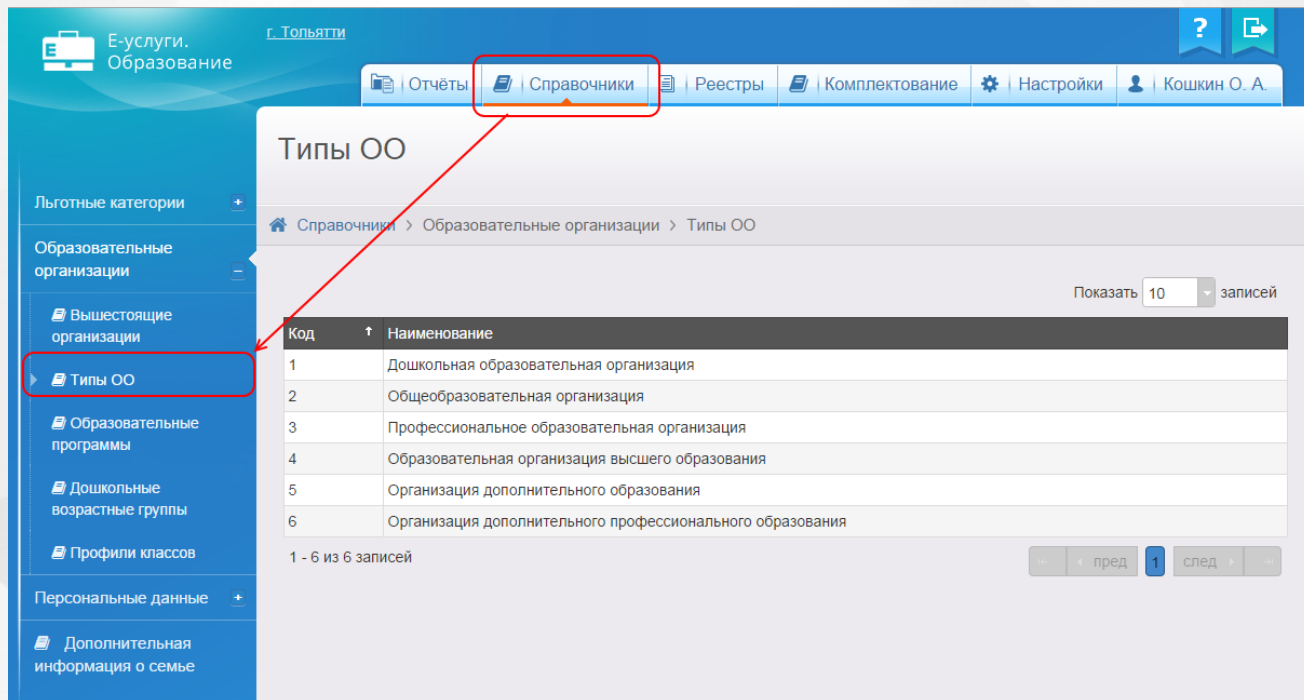 Е-услуги.
Образование
г. Тольятти
?
Отчёты
Справочники
Реестры
Комплектование
Настройки
Кошкин О. А.
Типы ОО
Справочники > Образовательные организации > Типы ОО
Льготные категории
Образовательные
организации
Вышестоящие
организации
Типы ОО
Образовательные
программы
Дошкольные
возрастные группы
Профили классов
Персональные данные
Дополнительная
информация о семье
Показать 10 записей
Код Наименование
1 Дошкольная образовательная организация
2 Общеобразовательная организация
3 Профессиональное образовательная организация
4 Образовательная организация высшего образования
5 Организация дополнительного образования
6 Организация дополнительного профессионального образования
1 - 6 из 6 записей
пред 1 след